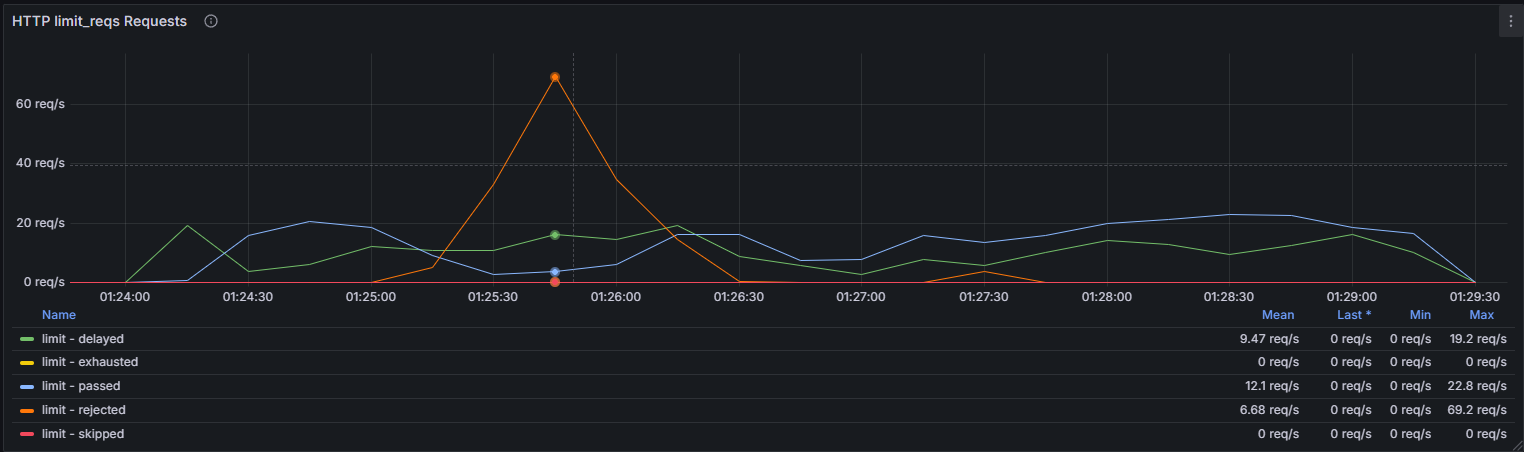 HTTP limit_reqs Requests
60 req/s
40 req/s
20 req/s
0 req/s
01:24:00 01:24:30 01:25:00 01:25:30 01:26:00 01:26:30 01:27:00 01:27:30 01:28:00 01:28:30 01:29:00 01:29:30
Name Mean Last * Min Max
limit - delayed 9.47 req/s 0 req/s 0 req/s 19.2 req/s
limit - exhausted 0 req/s 0 req/s 0 req/s 0 req/s
limit - passed 12.1 req/s 0 req/s 0 req/s 22.8 req/s
limit - rejected 6.68 req/s 0 req/s 0 req/s 69.2 req/s
limit - skipped 0 req/s 0 req/s 0 req/s 0 req/s